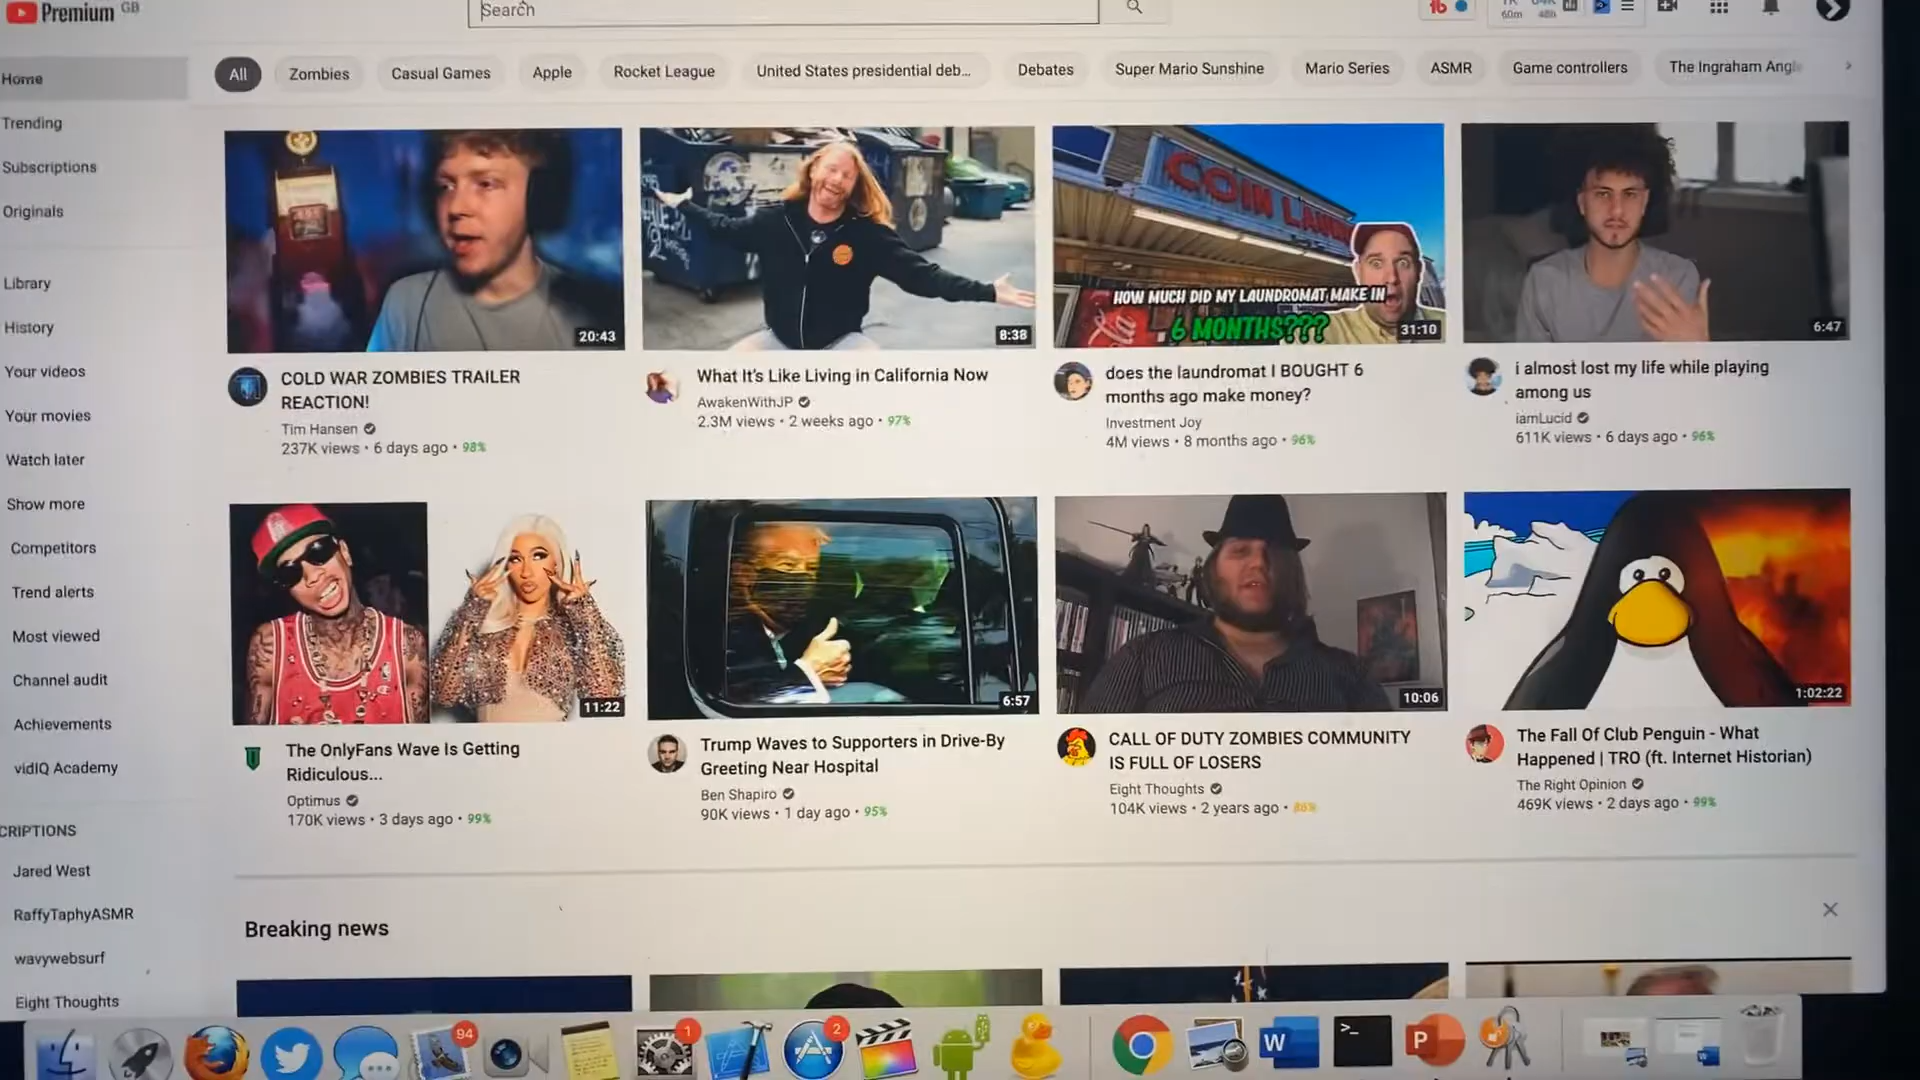 Premium GB
Search
60m 48h
Home
Trending
Subscriptions
Originals
Library
History
Your videos
Your movies
Watch later
Show more
Competitors
Trend alerts
Most viewed
Channel audit
Achievements
vidIQ Academy
CRIPTIONS
Jared West
RaffyTaphyASMR
wavywebsurf
Eight Thoughts
All
Zombies
Casual Games
Apple
Rocket League
United States presidential deb...
Debates
Super Mario Sunshine
Mario Series
ASMR
Game controllers
The Ingraham Angl
20:43
COLD WAR ZOMBIES TRAILER
REACTION!
Tim Hansen
237K views • 6 days ago • 98%
8:38
What It's Like Living in California Now
AwakenWithJP
2.3M views • 2 weeks ago • 97%
COIN LAUN
HOW MUCH DID MY LAUNDROMAT MAKE IN
6 MONTHS???
31:10
does the laundromat I BOUGHT 6
months ago make money?
Investment Joy
4M views • 8 months ago • 96%
6:47
i almost lost my life while playing
among us
iamLucid
611K views • 6 days ago • 96%
11:22
The OnlyFans Wave Is Getting
Ridiculous...
Optimus
170K views • 3 days ago • 99%
6:57
Trump Waves to Supporters in Drive-By
Greeting Near Hospital
Ben Shapiro
90K views • 1 day ago • 95%
10:06
CALL OF DUTY ZOMBIES COMMUNITY
IS FULL OF LOSERS
Eight Thoughts
104K views • 2 years ago • 86%
1:02:22
The Fall Of Club Penguin - What
Happened | TRO (ft. Internet Historian)
The Right Opinion
469K views • 2 days ago • 99%
Breaking news
94
1
2
W
>_
P